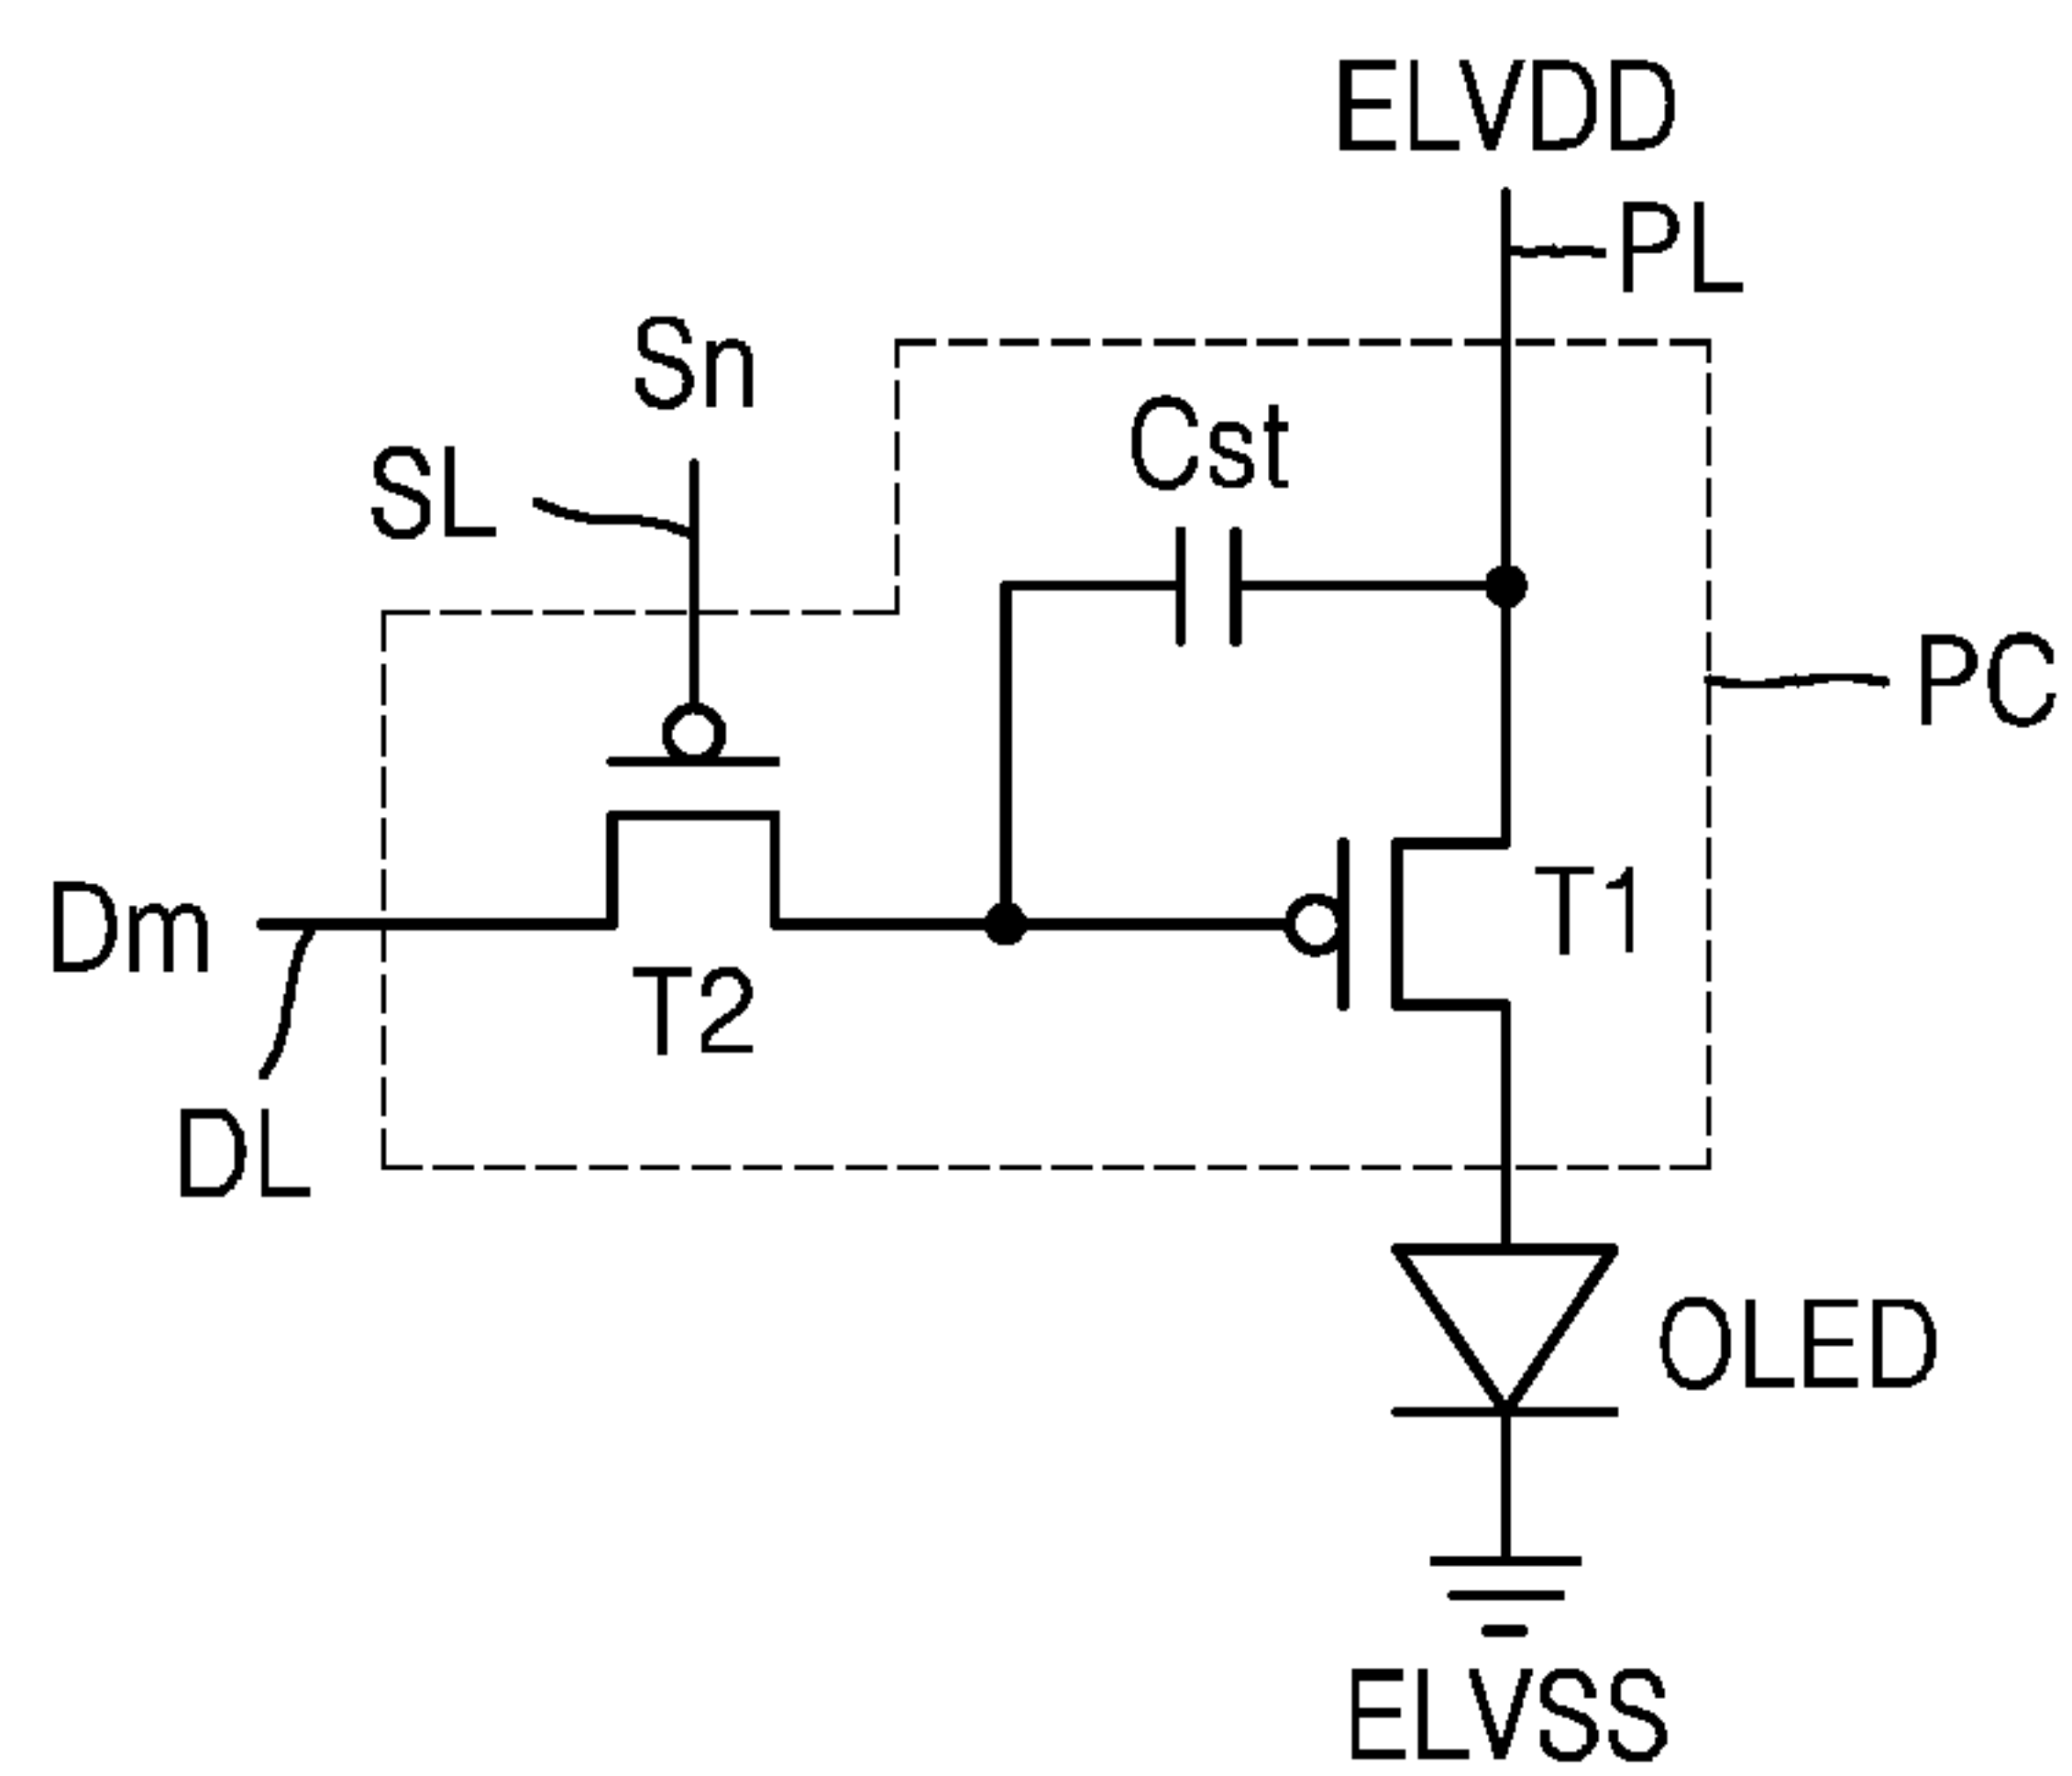 ELVDD
PL
Sn
Cst
SL
PC
T1
Dm
T2
DL
OLED
ELVSS